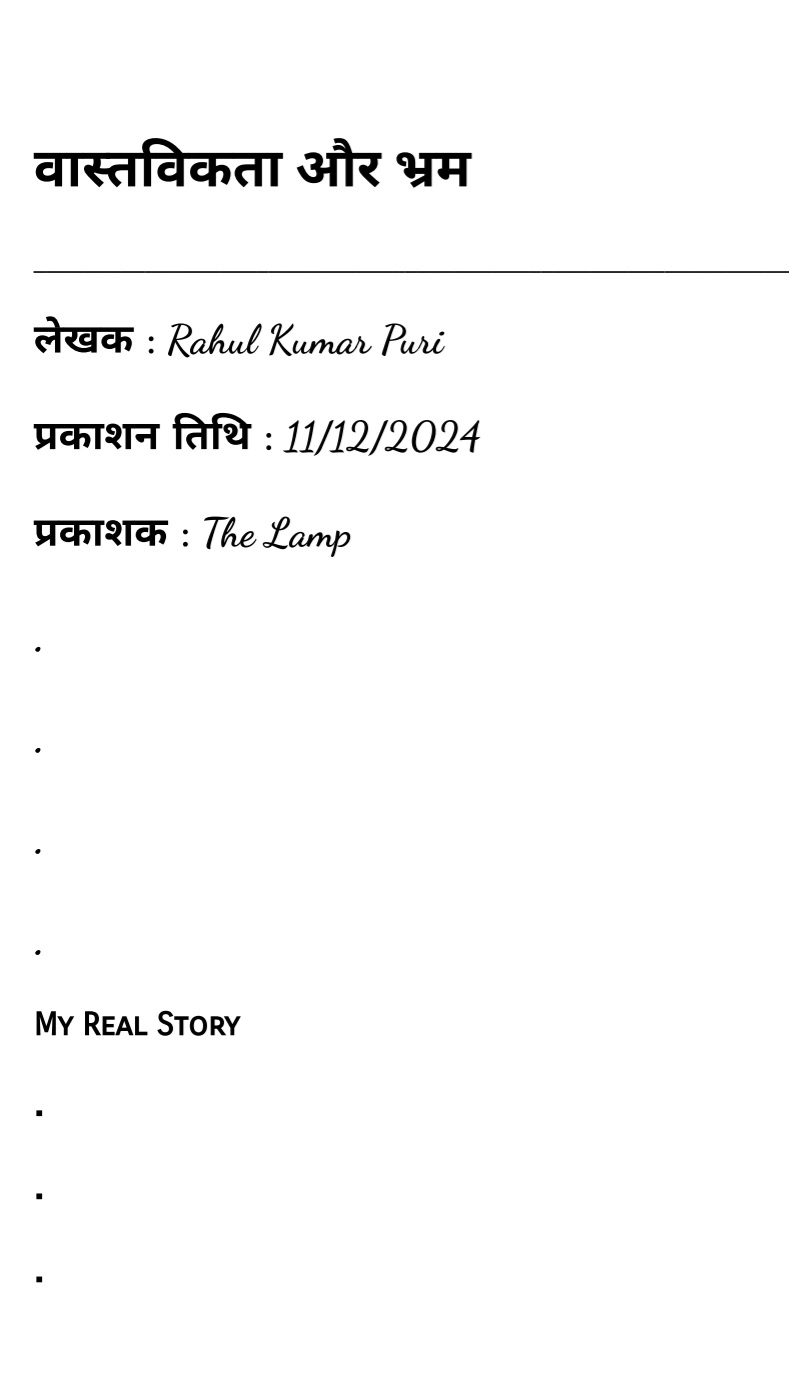 वास्तविकता और भ्रम
लेखक : Rahul Kumar Puri
प्रकाशन तिथि : 11/12/2024
प्रकाशक : The Lamp
.
.
.
.
My Real Story
.
.
.